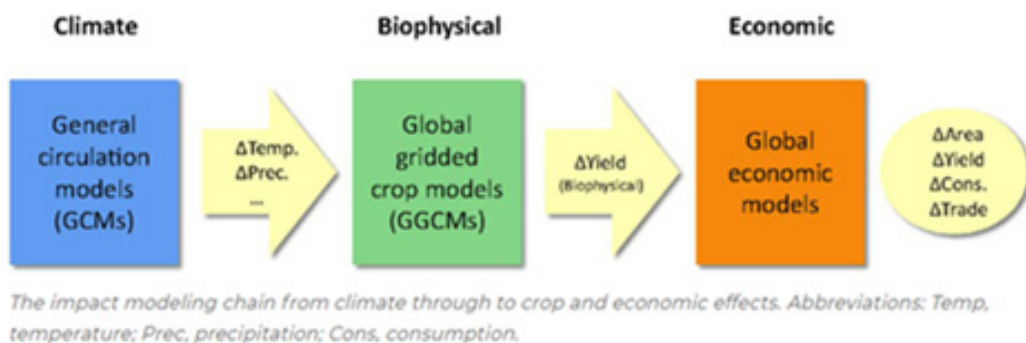 Climate
Biophysical
Economic
General
circulation
models
(GCMs)
ΔTemp.
ΔPrec.
...
Global
gridded
crop models
(GGCMs)
ΔYield
(Biophysical)
Global
economic
models
ΔArea
ΔYield
ΔCons.
ΔTrade
The impact modeling chain from climate through to crop and economic effects. Abbreviations: Temp,
temperature; Prec, precipitation; Cons, consumption.